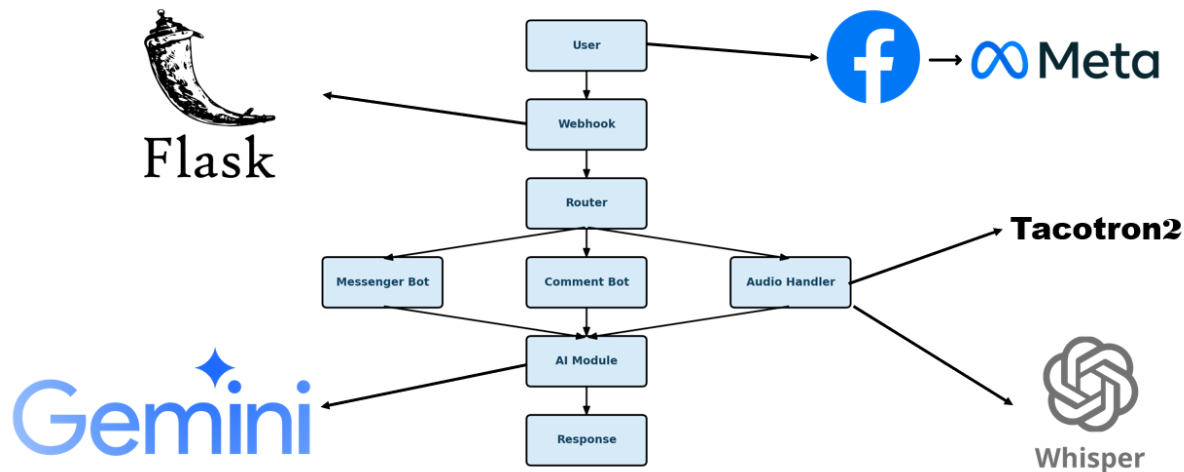 User
Meta
Webhook
Flask
Router
Tacotron2
Messenger Bot
Comment Bot
Audio Handler
AI Module
Gemini
Response
Whisper